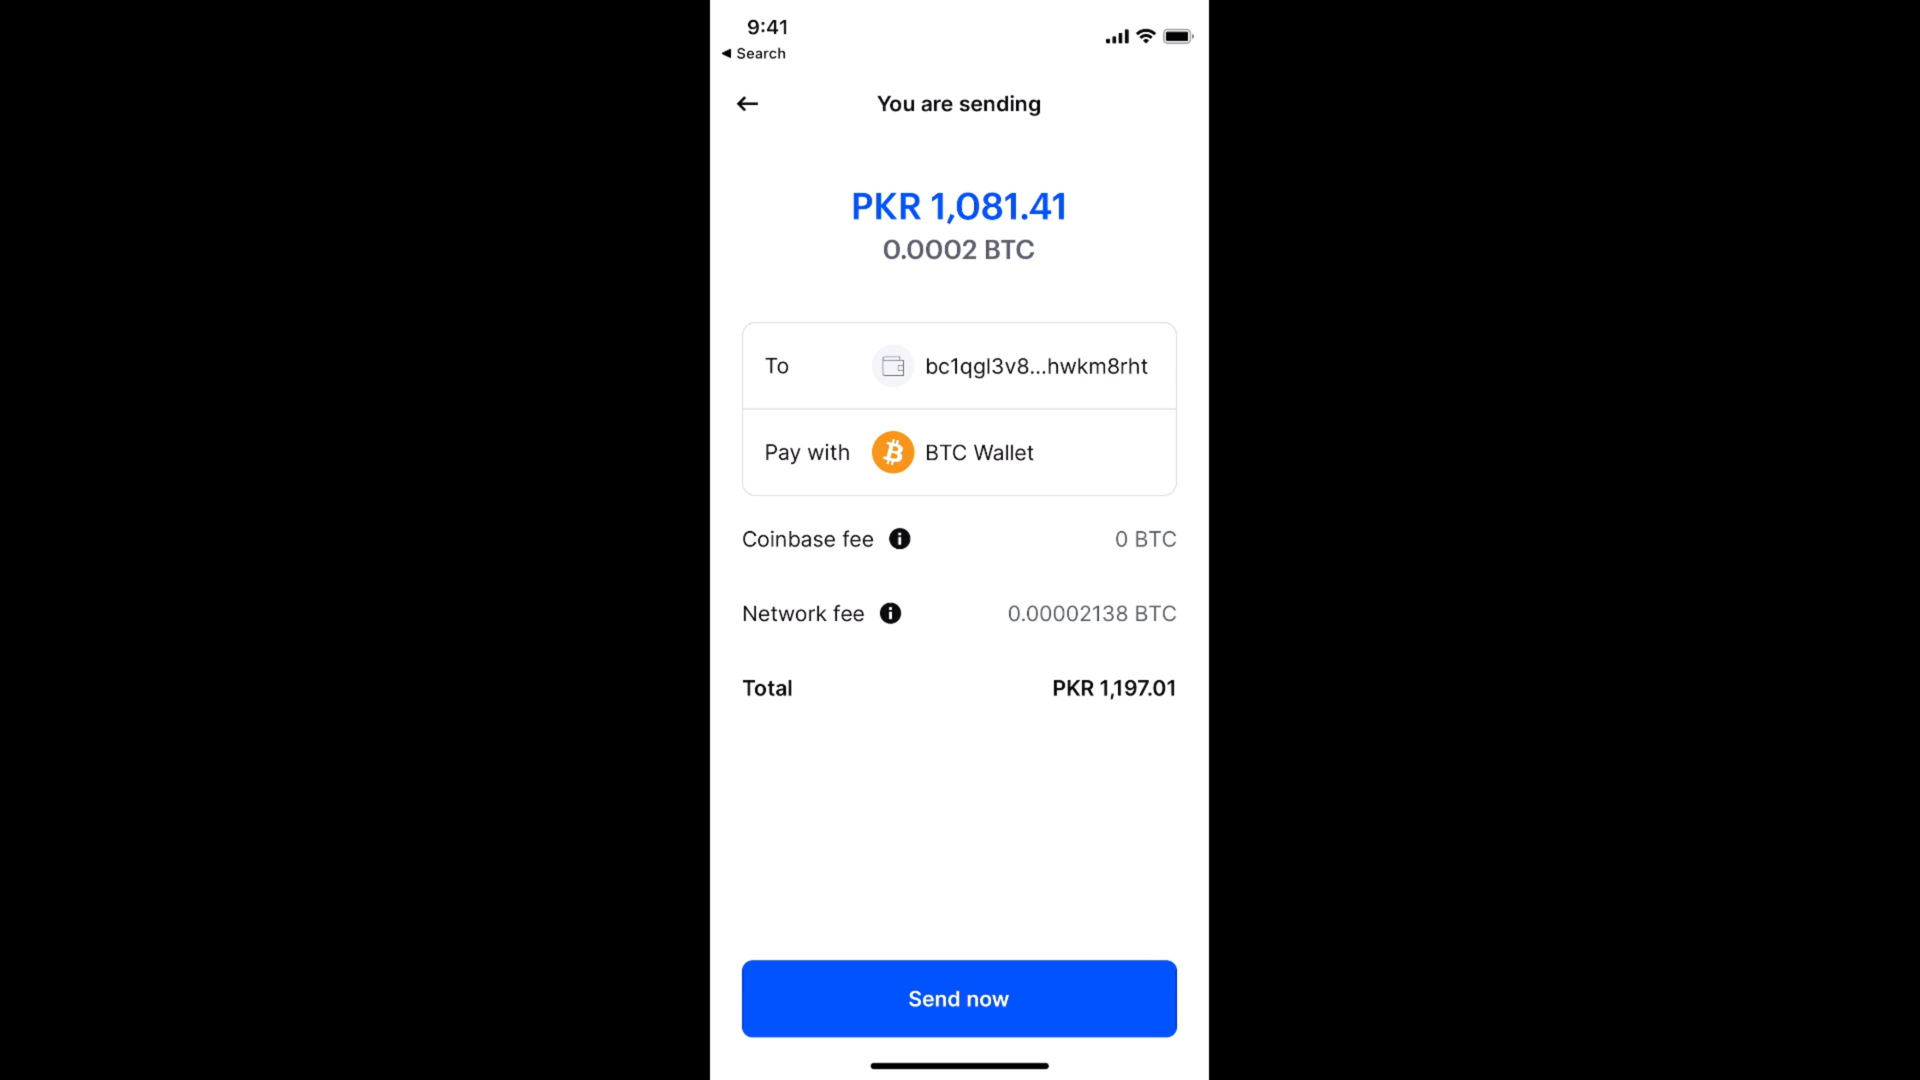 9:41
◀ Search
You are sending
PKR 1,081.41
0.0002 BTC
To bc1qgl3v8...hwkm8rht
Pay with BTC Wallet
Coinbase fee 0 BTC
Network fee 0.00002138 BTC
Total PKR 1,197.01
Send now